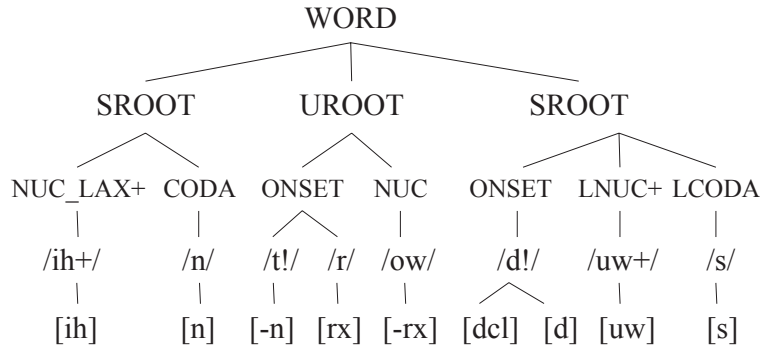 WORD
SROOT UROOT SROOT
NUC_LAX+ CODA ONSET NUC ONSET LNUC+ LCODA
/ih+/ /n/ /t!/ /r/ /ow/ /d!/ /uw+/ /s/
[ih] [n] [-n] [rx] [-rx] [dcl] [d] [uw] [s]